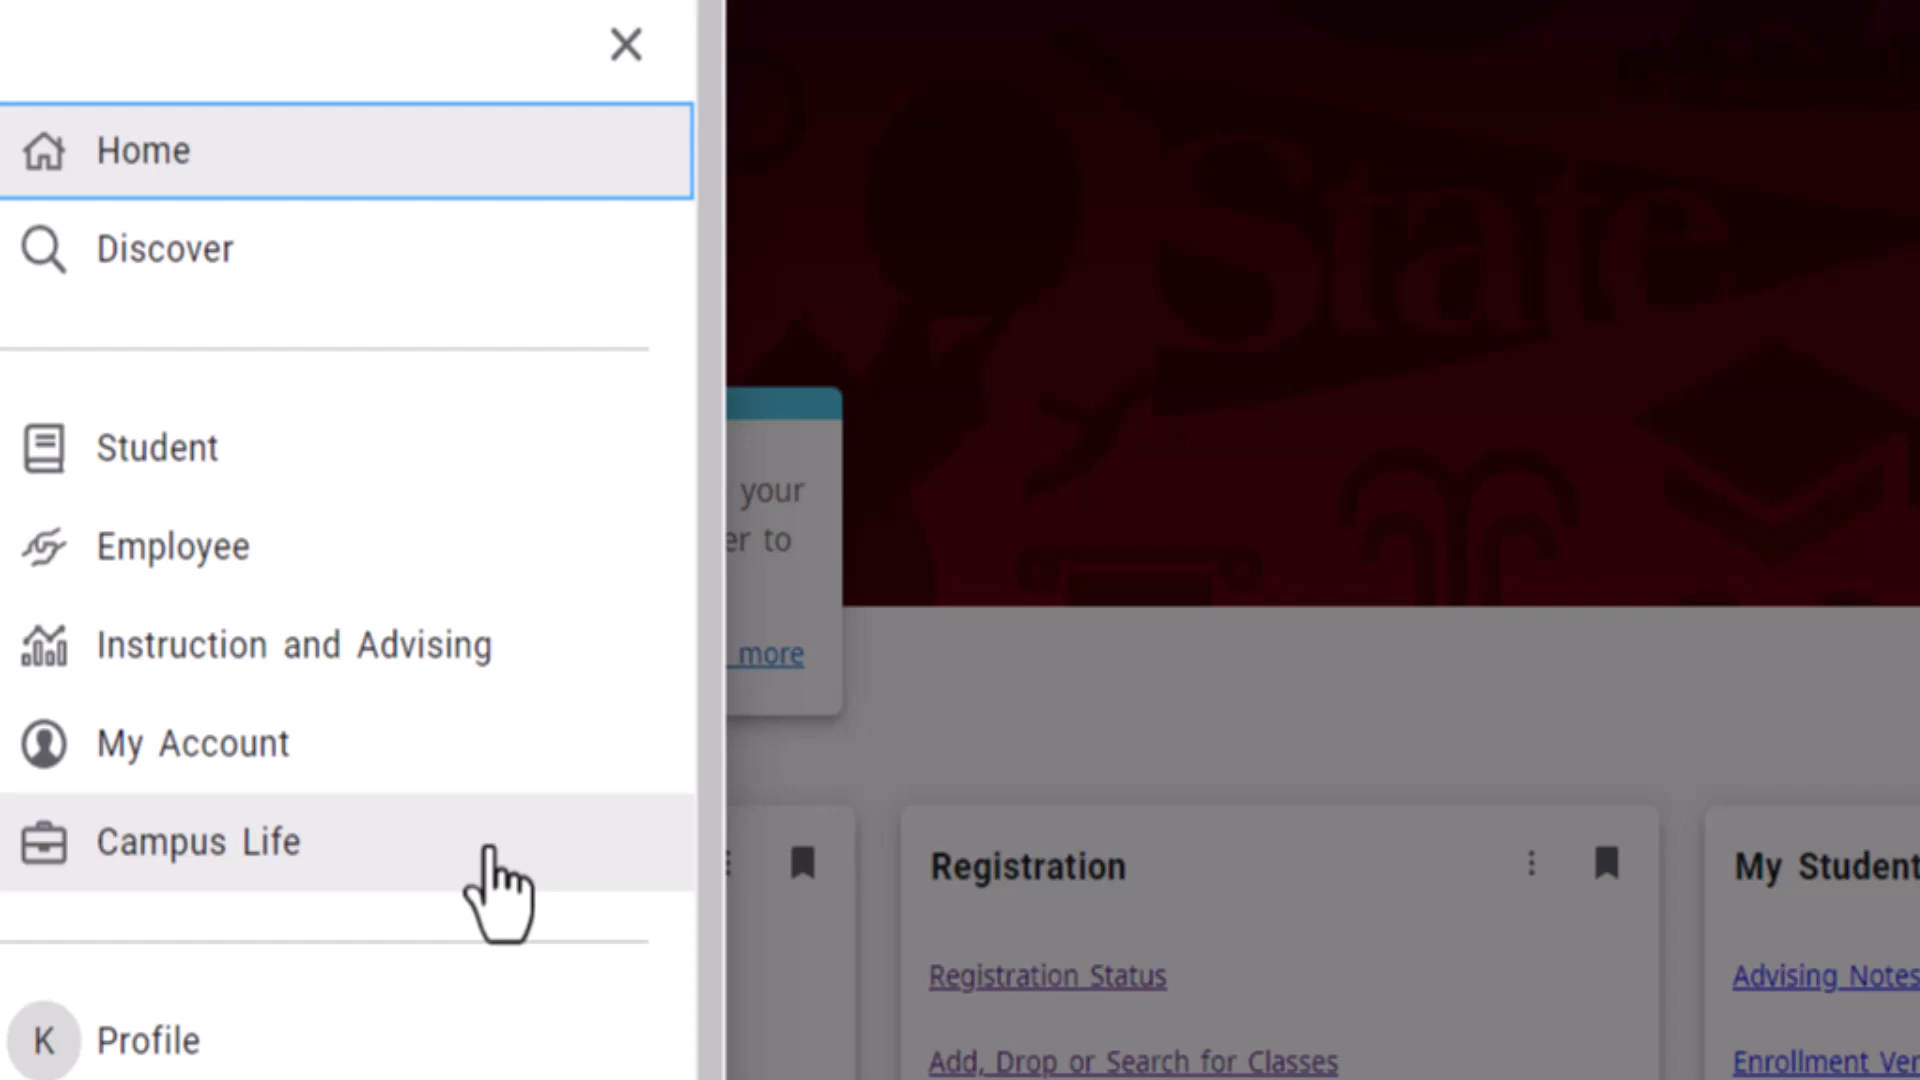 Home
Discover
Student
Employee
Instruction and Advising
My Account
Campus Life
K Profile
State
your
er to
more
Registration
Registration Status
Add, Drop or Search for Classes
My Student
Advising Notes
Enrollment Ver